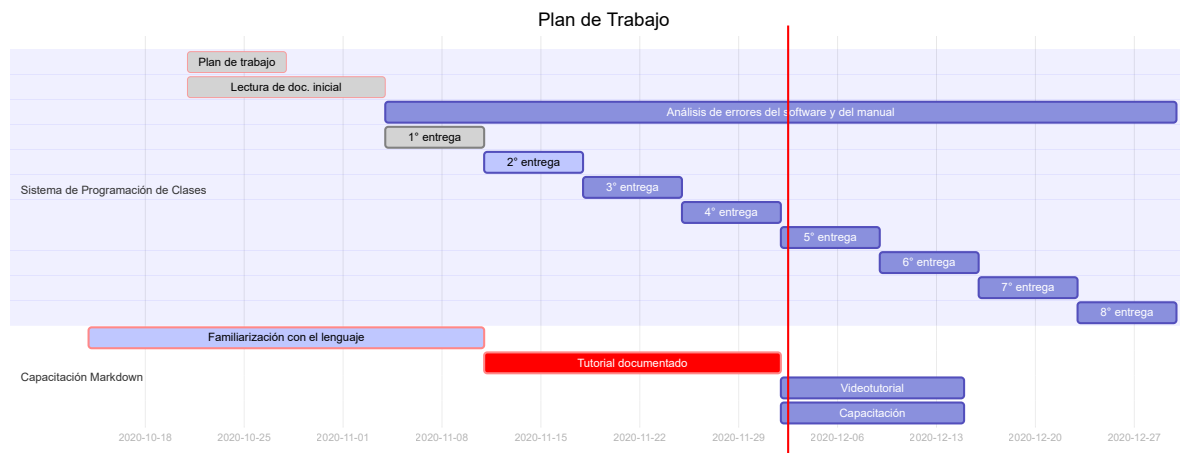 Plan de Trabajo
Plan de trabajo
Lectura de doc. inicial
Análisis de errores del software y del manual
1° entrega
2° entrega
3° entrega
Sistema de Programación de Clases
4° entrega
5° entrega
6° entrega
7° entrega
8° entrega
Familiarización con el lenguaje
Tutorial documentado
Capacitación Markdown
Videotutorial
Capacitación
2020-10-18 2020-10-25 2020-11-01 2020-11-08 2020-11-15 2020-11-22 2020-11-29 2020-12-06 2020-12-13 2020-12-20 2020-12-27